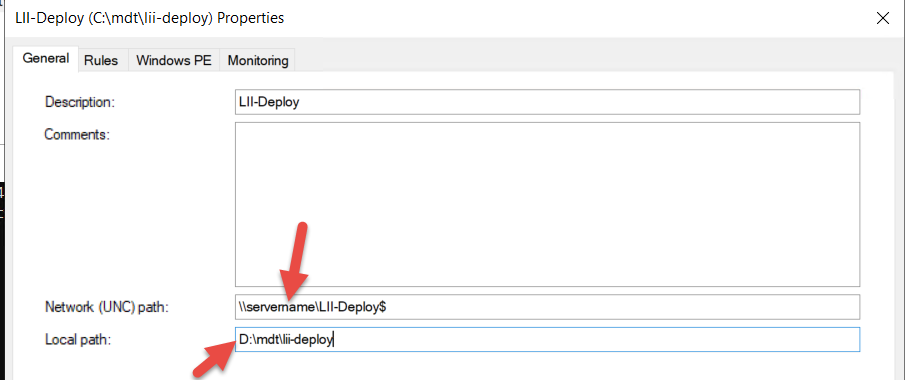 LII-Deploy (C:\mdt\lii-deploy) Properties
General Rules Windows PE Monitoring
Description: LII-Deploy
Comments:
Network (UNC) path: \\servername\LII-Deploy$
Local path: D:\mdt\lii-deploy